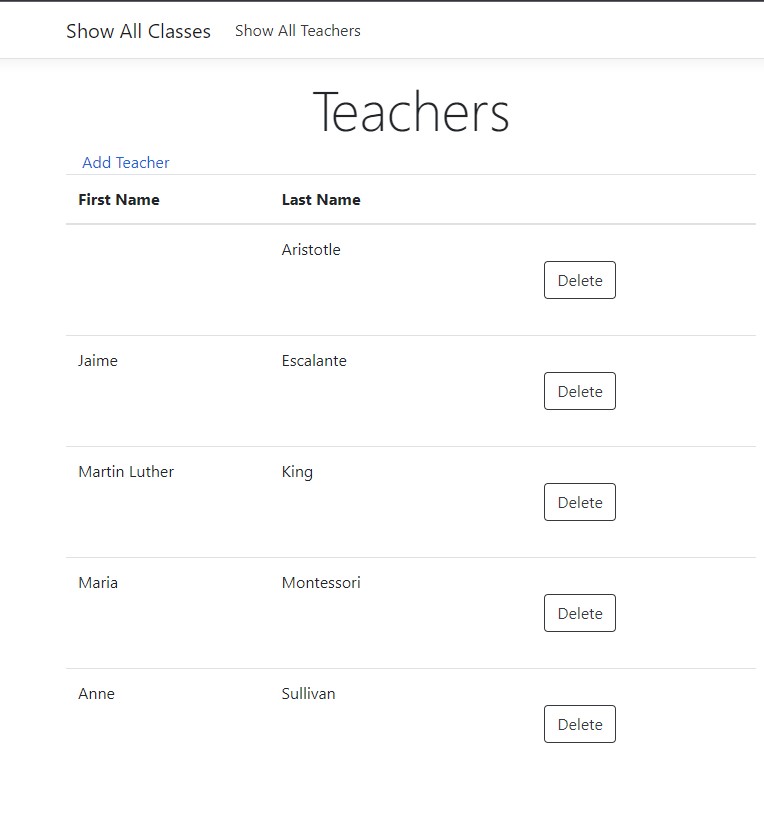 Show All Classes Show All Teachers
Teachers
Add Teacher
First Name Last Name
Aristotle
Delete
Jaime Escalante
Delete
Martin Luther King
Delete
Maria Montessori
Delete
Anne Sullivan
Delete